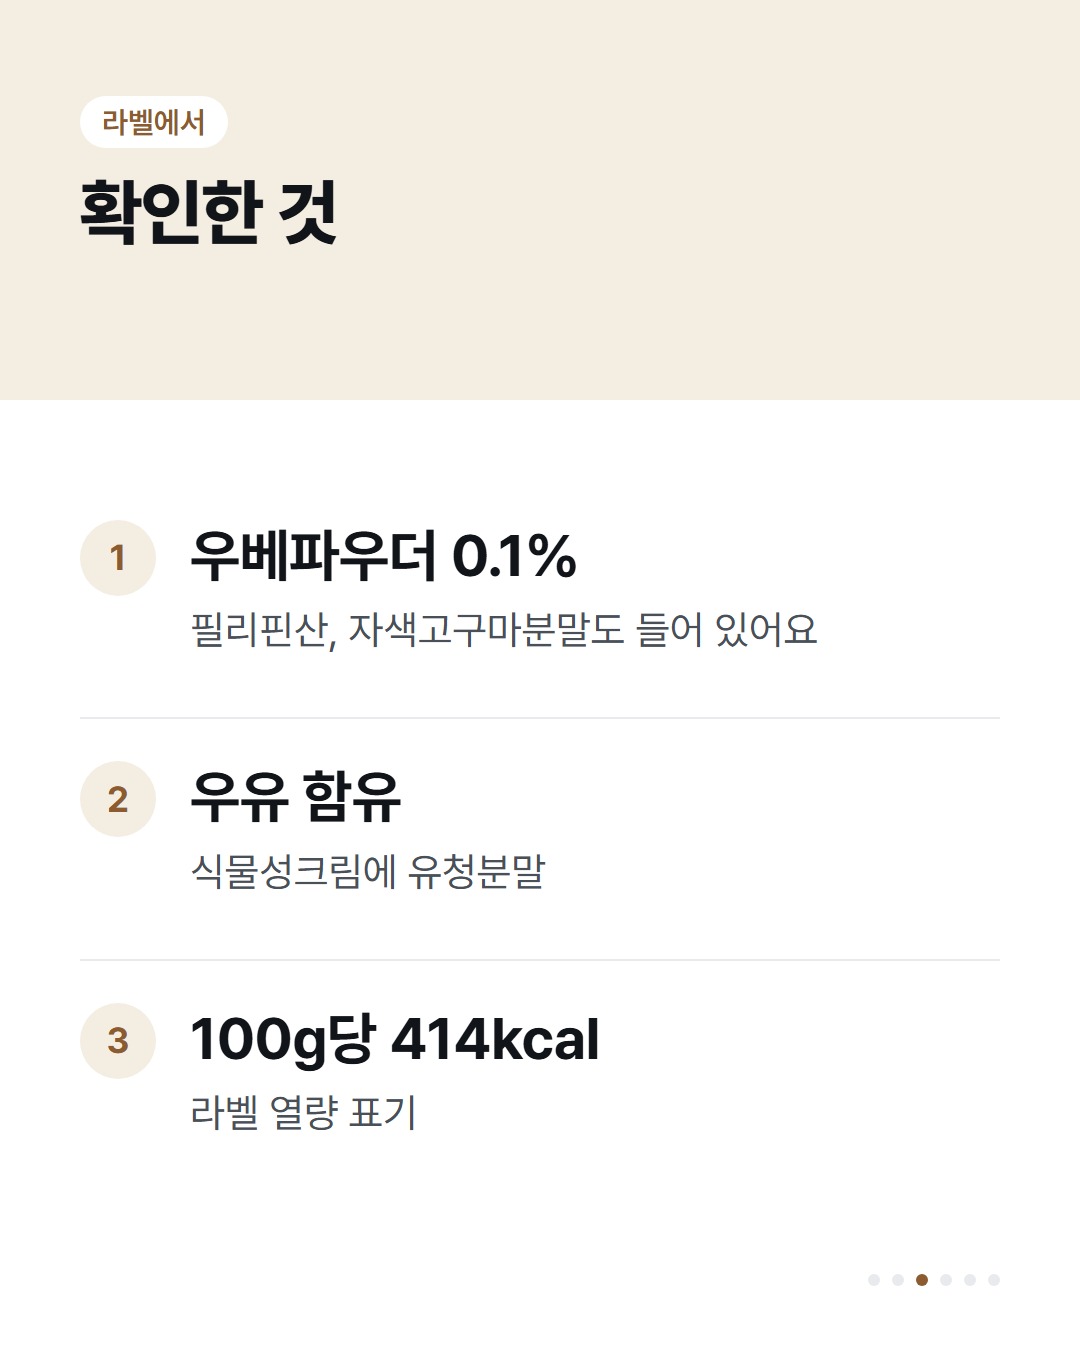 라벨에서
확인한 것
1
우베파우더 0.1%
필리핀산, 자색고구마분말도 들어 있어요
2
우유 함유
식물성크림에 유청분말
3
100g당 414kcal
라벨 열량 표기